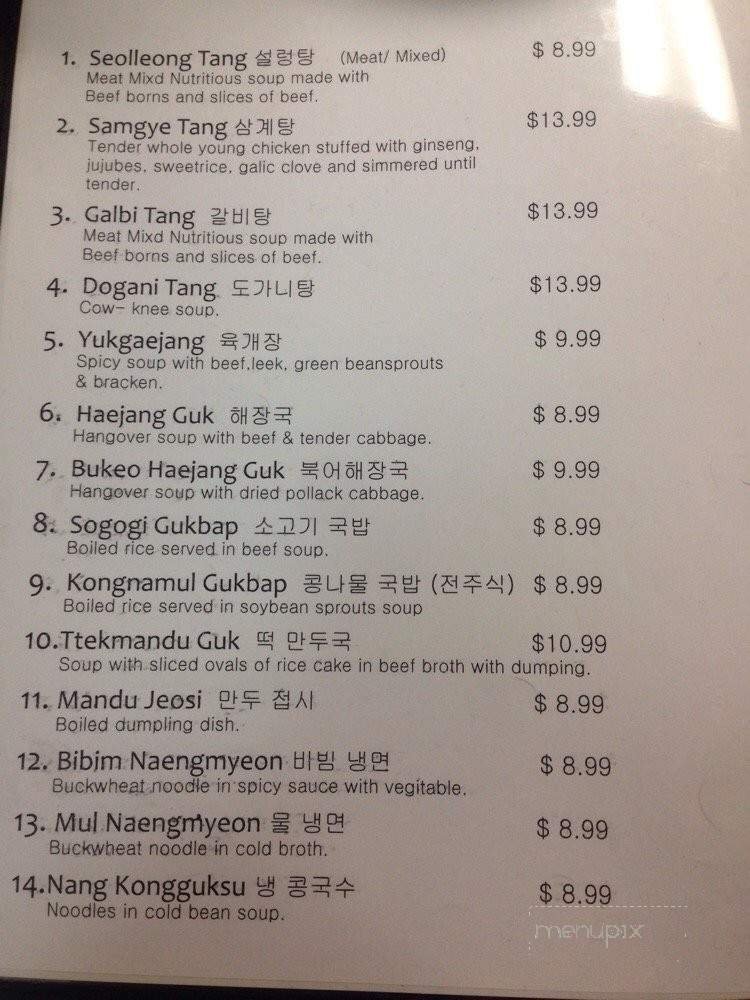 1. Seolleong Tang 설렁탕 (Meat/ Mixed) $ 8.99
Meat Mixd Nutritious soup made with
Beef borns and slices of beef.
2. Samgye Tang 삼계탕 $13.99
Tender whole young chicken stuffed with ginseng,
jujubes, sweetrice, galic clove and simmered until
tender.
3. Galbi Tang 갈비탕 $13.99
Meat Mixd Nutritious soup made with
Beef borns and slices of beef.
4. Dogani Tang 도가니탕 $13.99
Cow- knee soup.
5. Yukgaejang 육개장 $ 9.99
Spicy soup with beef,leek, green beansprouts
& bracken.
6. Haejang Guk 해장국 $ 8.99
Hangover soup with beef & tender cabbage.
7. Bukeo Haejang Guk 북어해장국 $ 9.99
Hangover soup with dried pollack cabbage.
8. Sogogi Gukbap 소고기 국밥 $ 8.99
Boiled rice served in beef soup.
9. Kongnamul Gukbap 콩나물 국밥 (전주식) $ 8.99
Boiled rice served in soybean sprouts soup
10.Ttekmandu Guk 떡 만두국 $10.99
Soup with sliced ovals of rice cake in beef broth with dumping.
11. Mandu Jeosi 만두 접시 $ 8.99
Boiled dumpling dish.
12. Bibim Naengmyeon 바빔 냉면 $ 8.99
Buckwheat noodle in spicy sauce with vegitable.
13. Mul Naengmyeon 물 냉면 $ 8.99
Buckwheat noodle in cold broth.
14.Nang Kongguksu 냉 콩국수 $ 8.99
Noodles in cold bean soup.
menupix